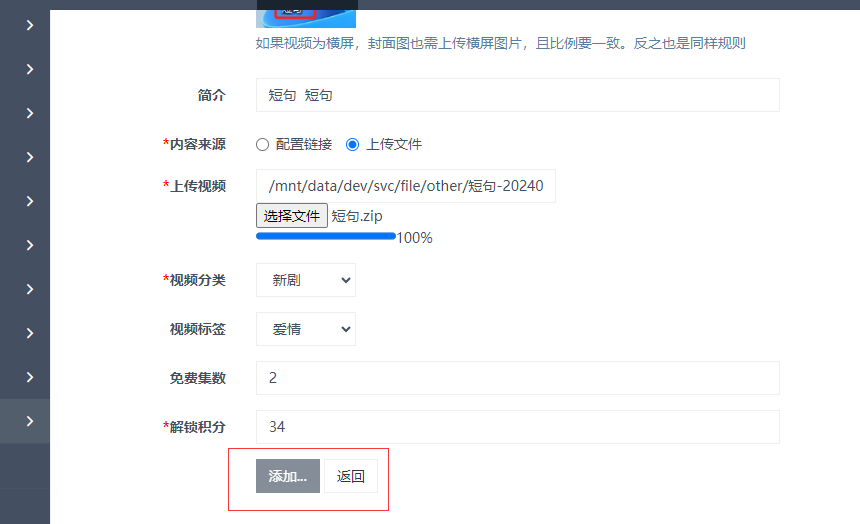 短句
如果视频为横屏，封面图也需上传横屏图片，且比例要一致。反之也是同样规则
简介 短句 短句
*内容来源 配置链接 上传文件
*上传视频 /mnt/data/dev/svc/file/other/短句-20240
选择文件 短句.zip
100%
*视频分类 新剧
视频标签 爱情
免费集数 2
*解锁积分 34
添加... 返回